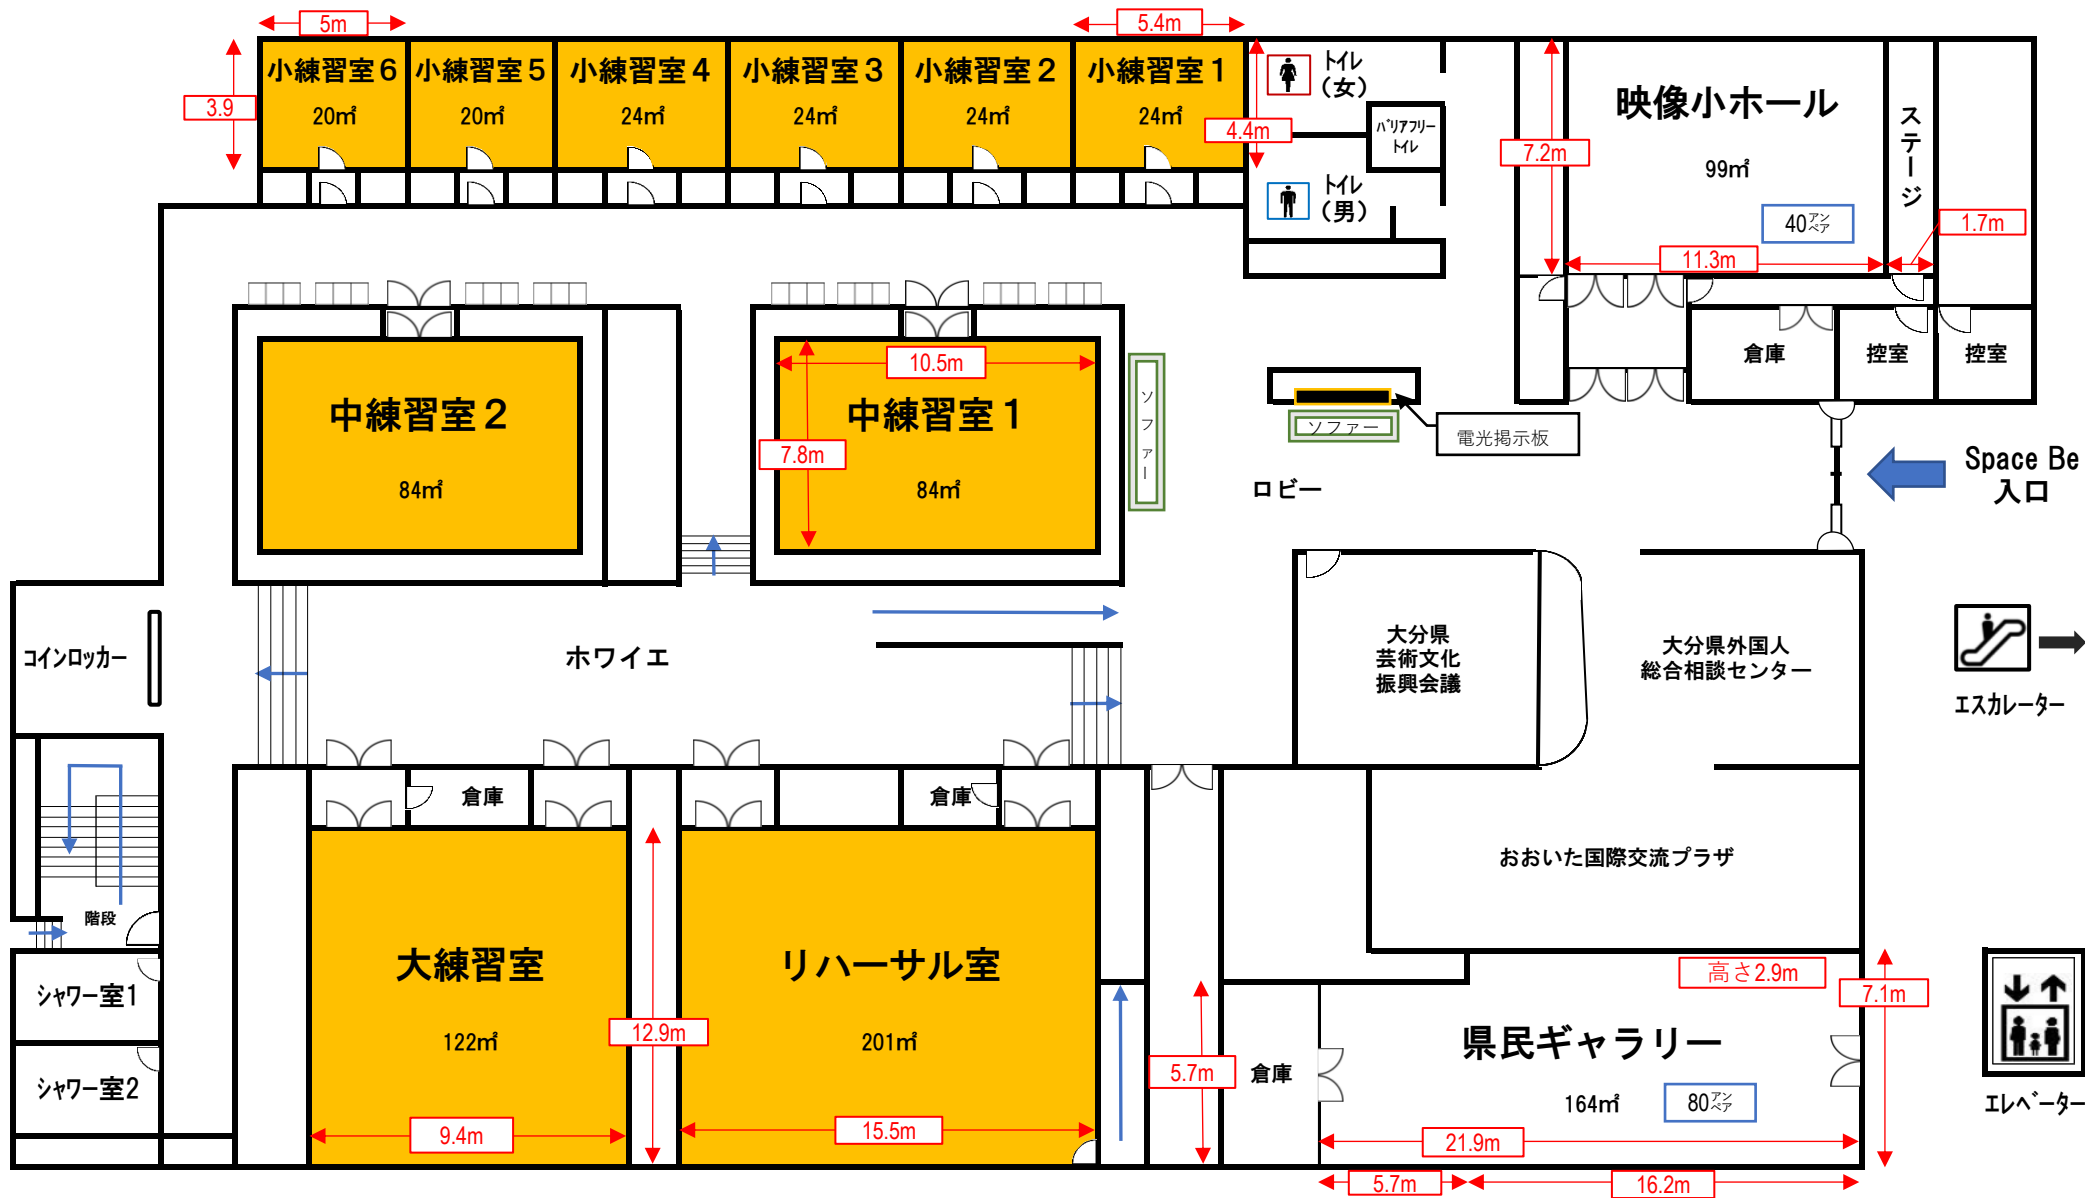 5m
5.4m
小練習室６
小練習室５
小練習室４
小練習室３
小練習室２
小練習室１
20㎡
20㎡
24㎡
24㎡
24㎡
24㎡
3.9
4.4m
トイレ
（女）
バリアフリー
トイレ
トイレ
（男）
映像小ホール
99㎡
7.2m
40アンペア
11.3m
ステージ
1.7m
倉庫
控室
控室
中練習室２
84㎡
中練習室１
84㎡
10.5m
7.8m
ソファー
ソファー
電光掲示板
ロビー
Space Be
入口
コインロッカー
ホワイエ
大分県
芸術文化
振興会議
大分県外国人
総合相談センター
エスカレーター
倉庫
倉庫
おおいた国際交流プラザ
階段
シャワー室1
シャワー室2
大練習室
122㎡
9.4m
12.9m
リハーサル室
201㎡
15.5m
5.7m
倉庫
高さ2.9m
7.1m
県民ギャラリー
164㎡
80アンペア
21.9m
5.7m
16.2m
エレベーター